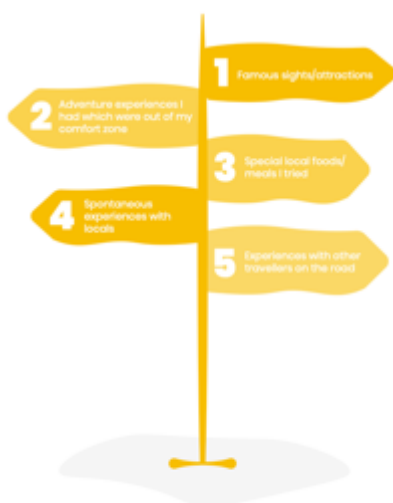 1 Famous sights/attractions
2 Adventure experiences I
had which were out of my
comfort zone
3 Special local foods/
meals I tried
4 Spontaneous
experiences with
locals
5 Experiences with other
travellers on the road